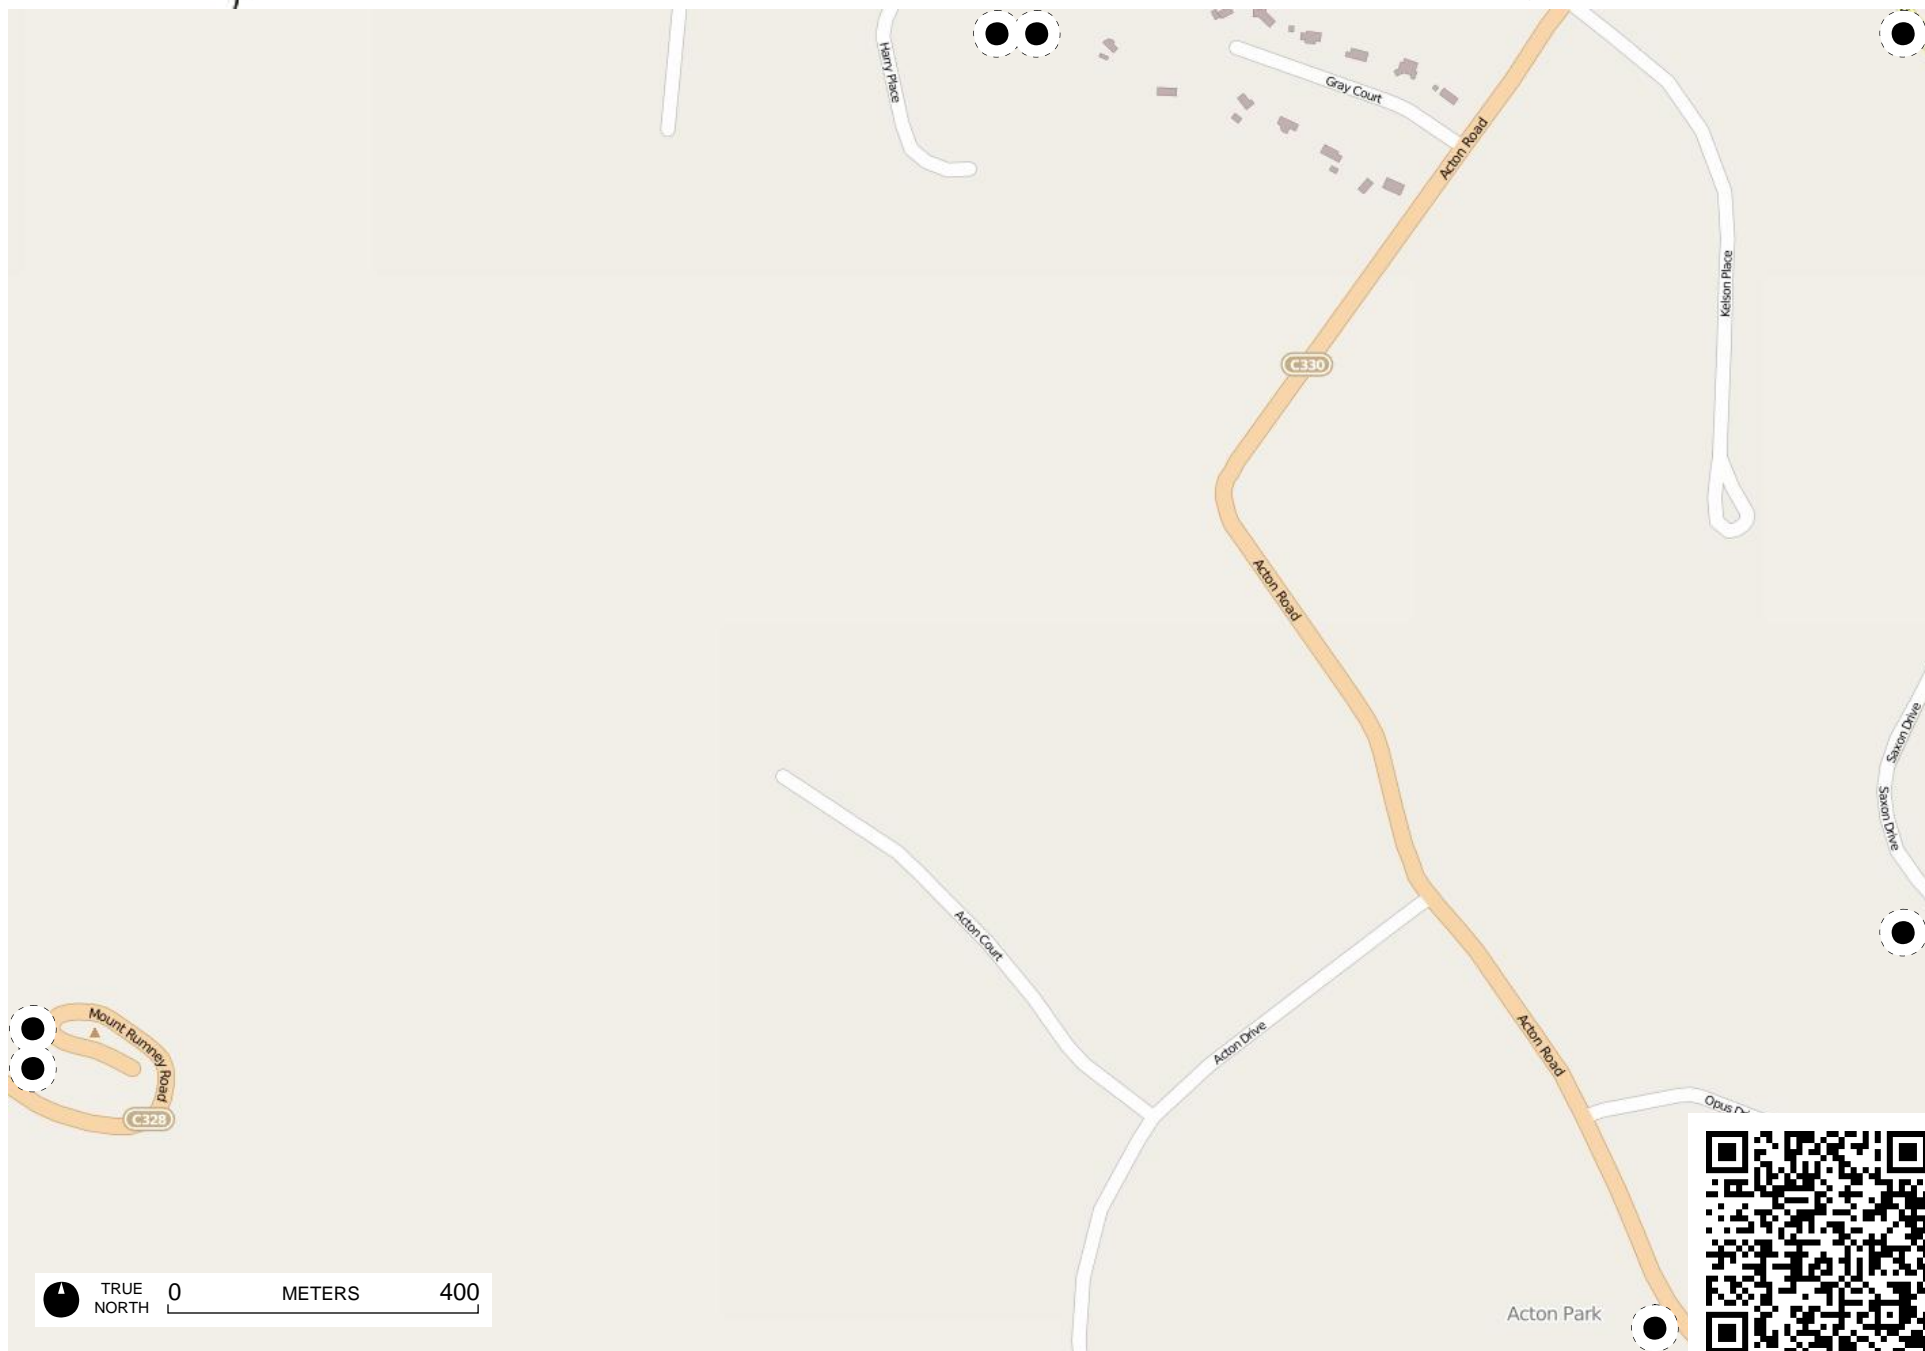 Harry Place
Gray Court
Acton Road
Kelson Place
C330
Acton Road
Saxon Drive
Saxon Drive
Acton Court
Mount Rumney Road
Acton Drive
Acton Road
C328
Opus
TRUE
NORTH
0 METERS 400
Acton Park